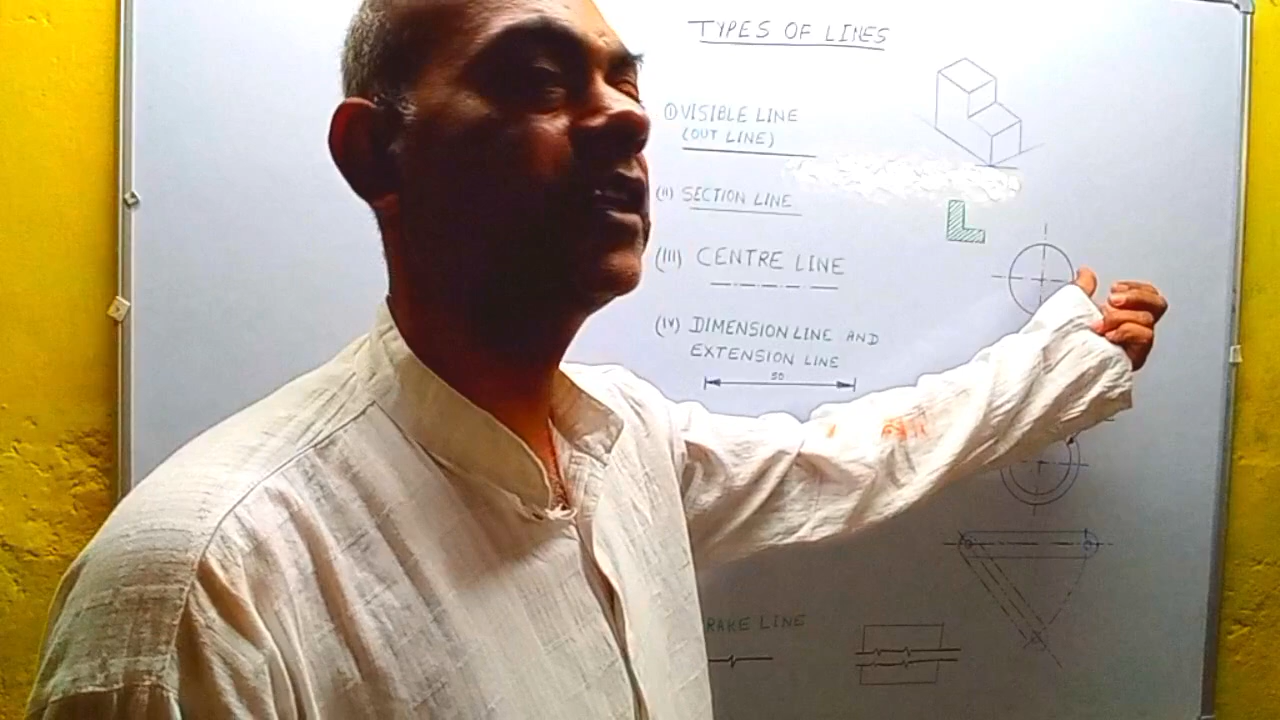 TYPES OF LINES
(I) VISIBLE LINE
(OUT LINE)
(II) SECTION LINE
(III) CENTRE LINE
(IV) DIMENSION LINE AND
EXTENSION LINE
50
RAKE LINE